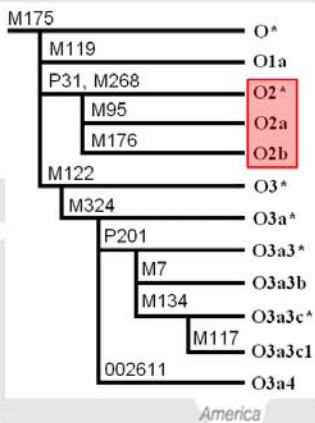 M175
O*
M119
O1a
P31, M268
O2*
M95
O2a
M176
O2b
M122
O3*
M324
O3a*
P201
O3a3*
M7
O3a3b
M134
O3a3c*
M117
O3a3c1
002611
O3a4
America